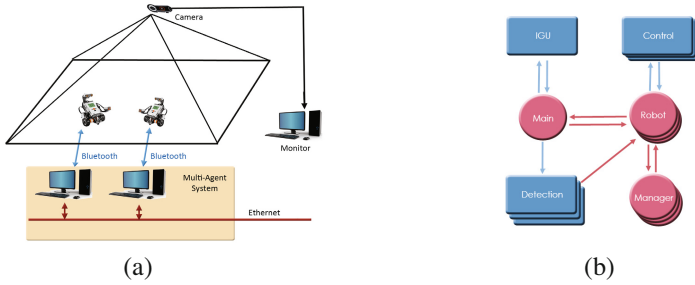 Camera
Bluetooth
Bluetooth
Monitor
Multi-Agent
System
Ethernet
(a)
IGU
Control
Main
Robot
Detection
Manager
(b)